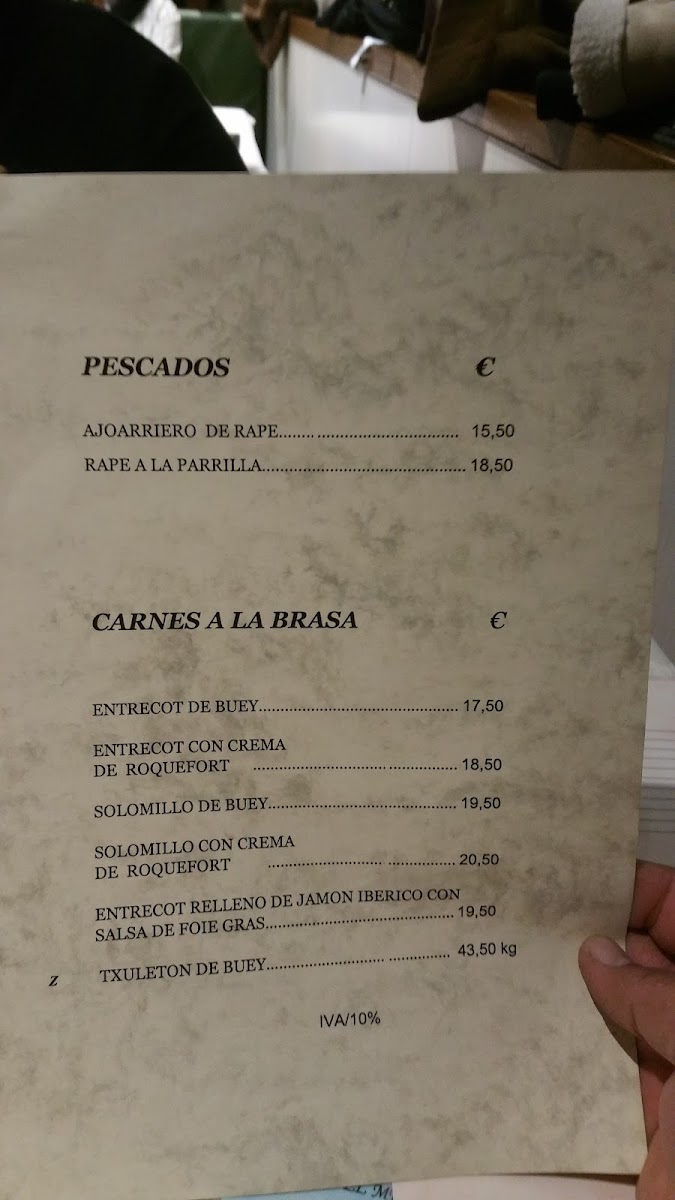 PESCADOS €
AJOARRIERO DE RAPE.......................................... 15,50
RAPE A LA PARRILLA.............................................. 18,50
CARNES A LA BRASA €
ENTRECOT DE BUEY............................................. 17,50
ENTRECOT CON CREMA
DE ROQUEFORT .............................................. 18,50
SOLOMILLO DE BUEY........................................... 19,50
SOLOMILLO CON CREMA
DE ROQUEFORT .......................................... 20,50
ENTRECOT RELLENO DE JAMON IBERICO CON
SALSA DE FOIE GRAS........................................... 19,50
z TXULETON DE BUEY......................................... 43,50 kg
IVA/10%